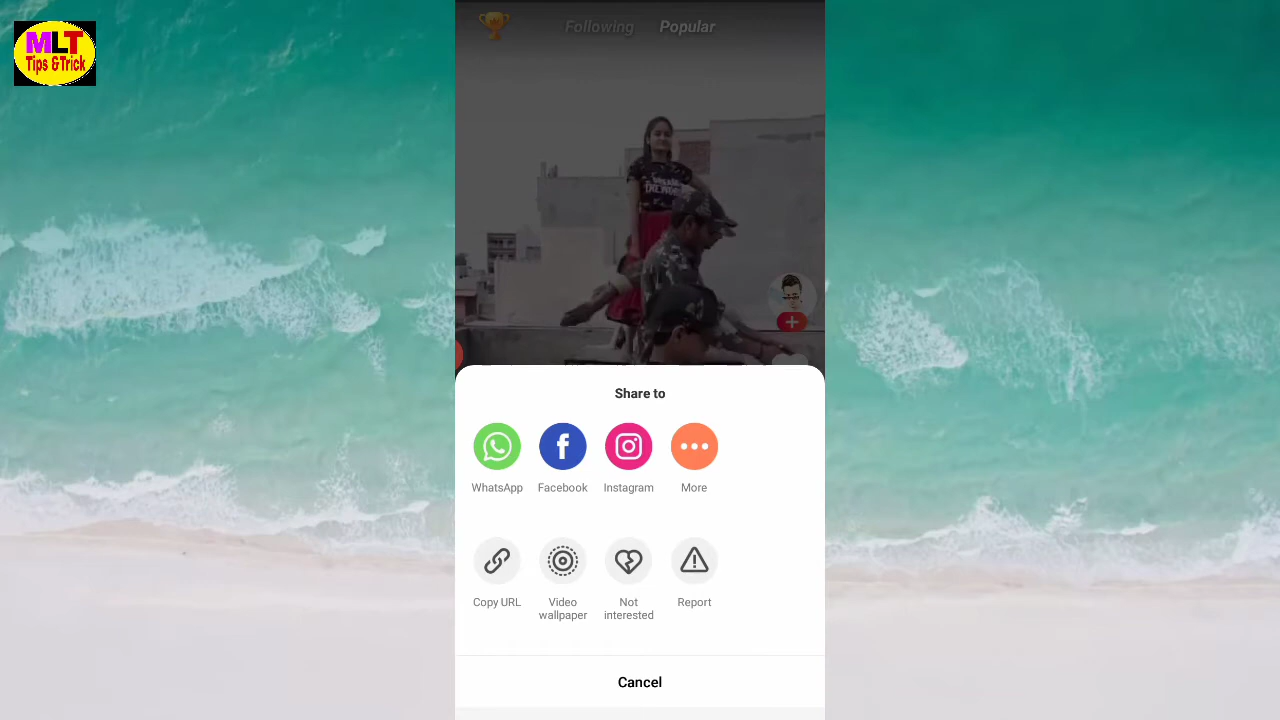 MLT
Tips &Trick
Following Popular
Share to
WhatsApp Facebook Instagram More
Copy URL Video wallpaper Not interested Report
Cancel